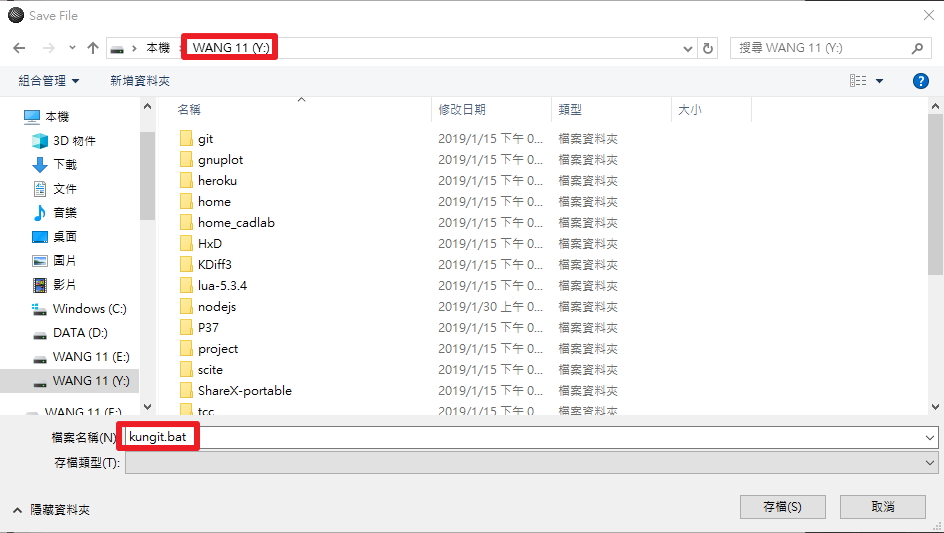 Save File
本機 › WANG 11 (Y:)
搜尋 WANG 11 (Y:)
組合管理 新增資料夾
名稱 修改日期 類型 大小
本機
3D 物件
下載
文件
音樂
桌面
圖片
影片
Windows (C:)
DATA (D:)
WANG 11 (E:)
WANG 11 (Y:)
WANG 11 (E:)
git 2019/1/15 下午 0... 檔案資料夾
gnuplot 2019/1/15 下午 0... 檔案資料夾
heroku 2019/1/15 下午 0... 檔案資料夾
home 2019/1/15 下午 0... 檔案資料夾
home_cadlab 2019/1/15 下午 0... 檔案資料夾
HxD 2019/1/15 下午 0... 檔案資料夾
KDiff3 2019/1/15 下午 0... 檔案資料夾
lua-5.3.4 2019/1/15 下午 0... 檔案資料夾
nodejs 2019/1/30 上午 0... 檔案資料夾
P37 2019/1/15 下午 0... 檔案資料夾
project 2019/1/15 下午 0... 檔案資料夾
scite 2019/1/15 下午 0... 檔案資料夾
ShareX-portable 2019/1/15 下午 0... 檔案資料夾
tcc 2019/1/15 下午 0... 檔案資料夾
檔案名稱(N): kungit.bat
存檔類型(T):
隱藏資料夾
存檔(S) 取消